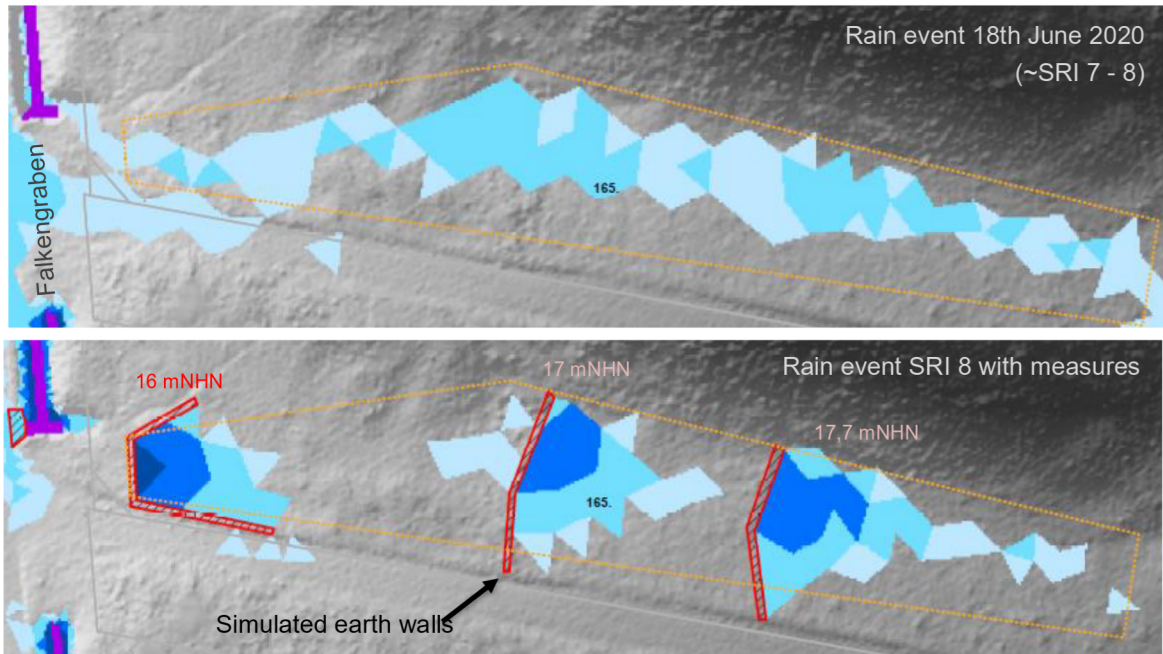 Rain event 18th June 2020
(~SRI 7 - 8)
Falkengraben
165.
Rain event SRI 8 with measures
16 mNHN
17 mNHN
17,7 mNHN
165.
Simulated earth walls